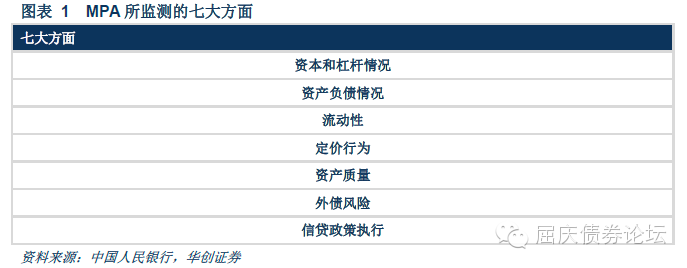 图表 1 MPA 所监测的七大方面
七大方面
资本和杠杆情况
资产负债情况
流动性
定价行为
资产质量
外债风险
信贷政策执行
屈庆债券论坛
资料来源：中国人民银行，华创证券